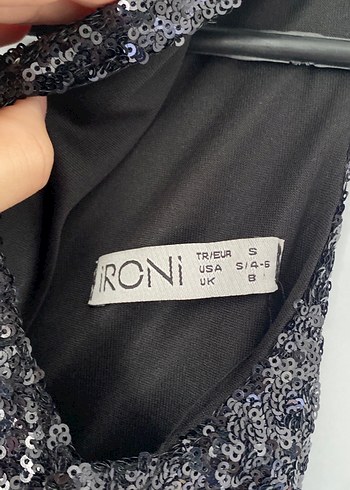 iRONi
TR/EUR S
USA S/4-6
UK 8